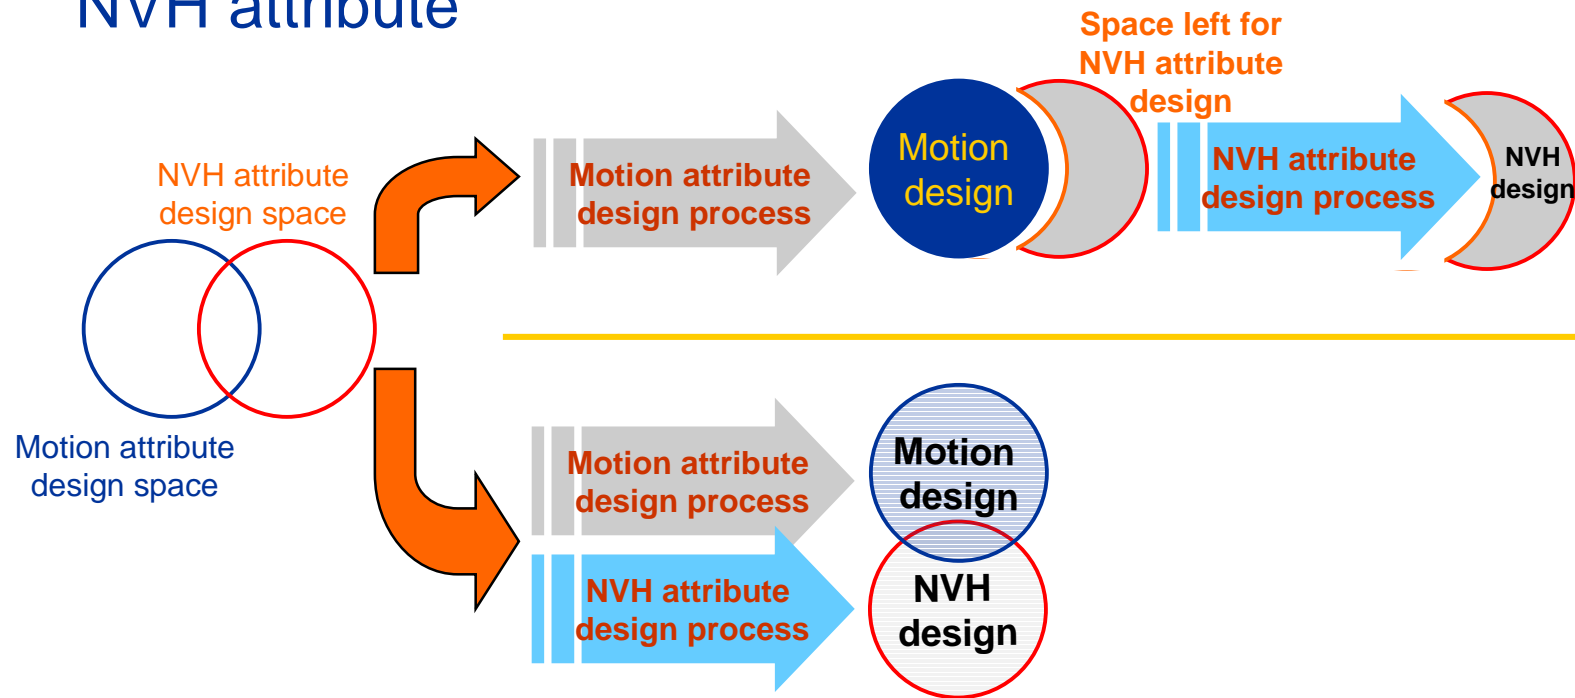 NVH attribute
Space left for
NVH attribute
design
NVH attribute
design space
Motion attribute
design process
Motion
design
NVH attribute
design process
NVH
design
Motion attribute
design space
Motion attribute
design process
Motion
design
NVH attribute
design process
NVH
design